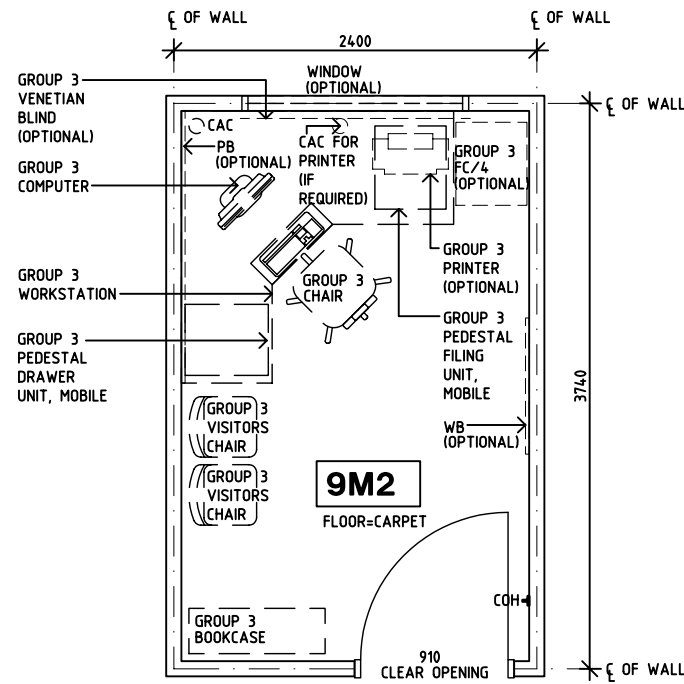 ℄ OF WALL
℄ OF WALL
2400
WINDOW
(OPTIONAL)
℄ OF WALL
GROUP 3
VENETIAN
BLIND
(OPTIONAL)
CAC
PB
(OPTIONAL)
CAC FOR
PRINTER
(IF
REQUIRED)
GROUP 3
FC/4
(OPTIONAL)
GROUP 3
COMPUTER
GROUP 3
PRINTER
(OPTIONAL)
GROUP 3
WORKSTATION
GROUP 3
CHAIR
GROUP 3
PEDESTAL
FILING
UNIT,
MOBILE
GROUP 3
PEDESTAL
DRAWER
UNIT, MOBILE
3740
GROUP 3
VISITORS
CHAIR
WB
(OPTIONAL)
GROUP 3
VISITORS
CHAIR
9M2
FLOOR=CARPET
COH
GROUP 3
BOOKCASE
910
CLEAR OPENING
℄ OF WALL